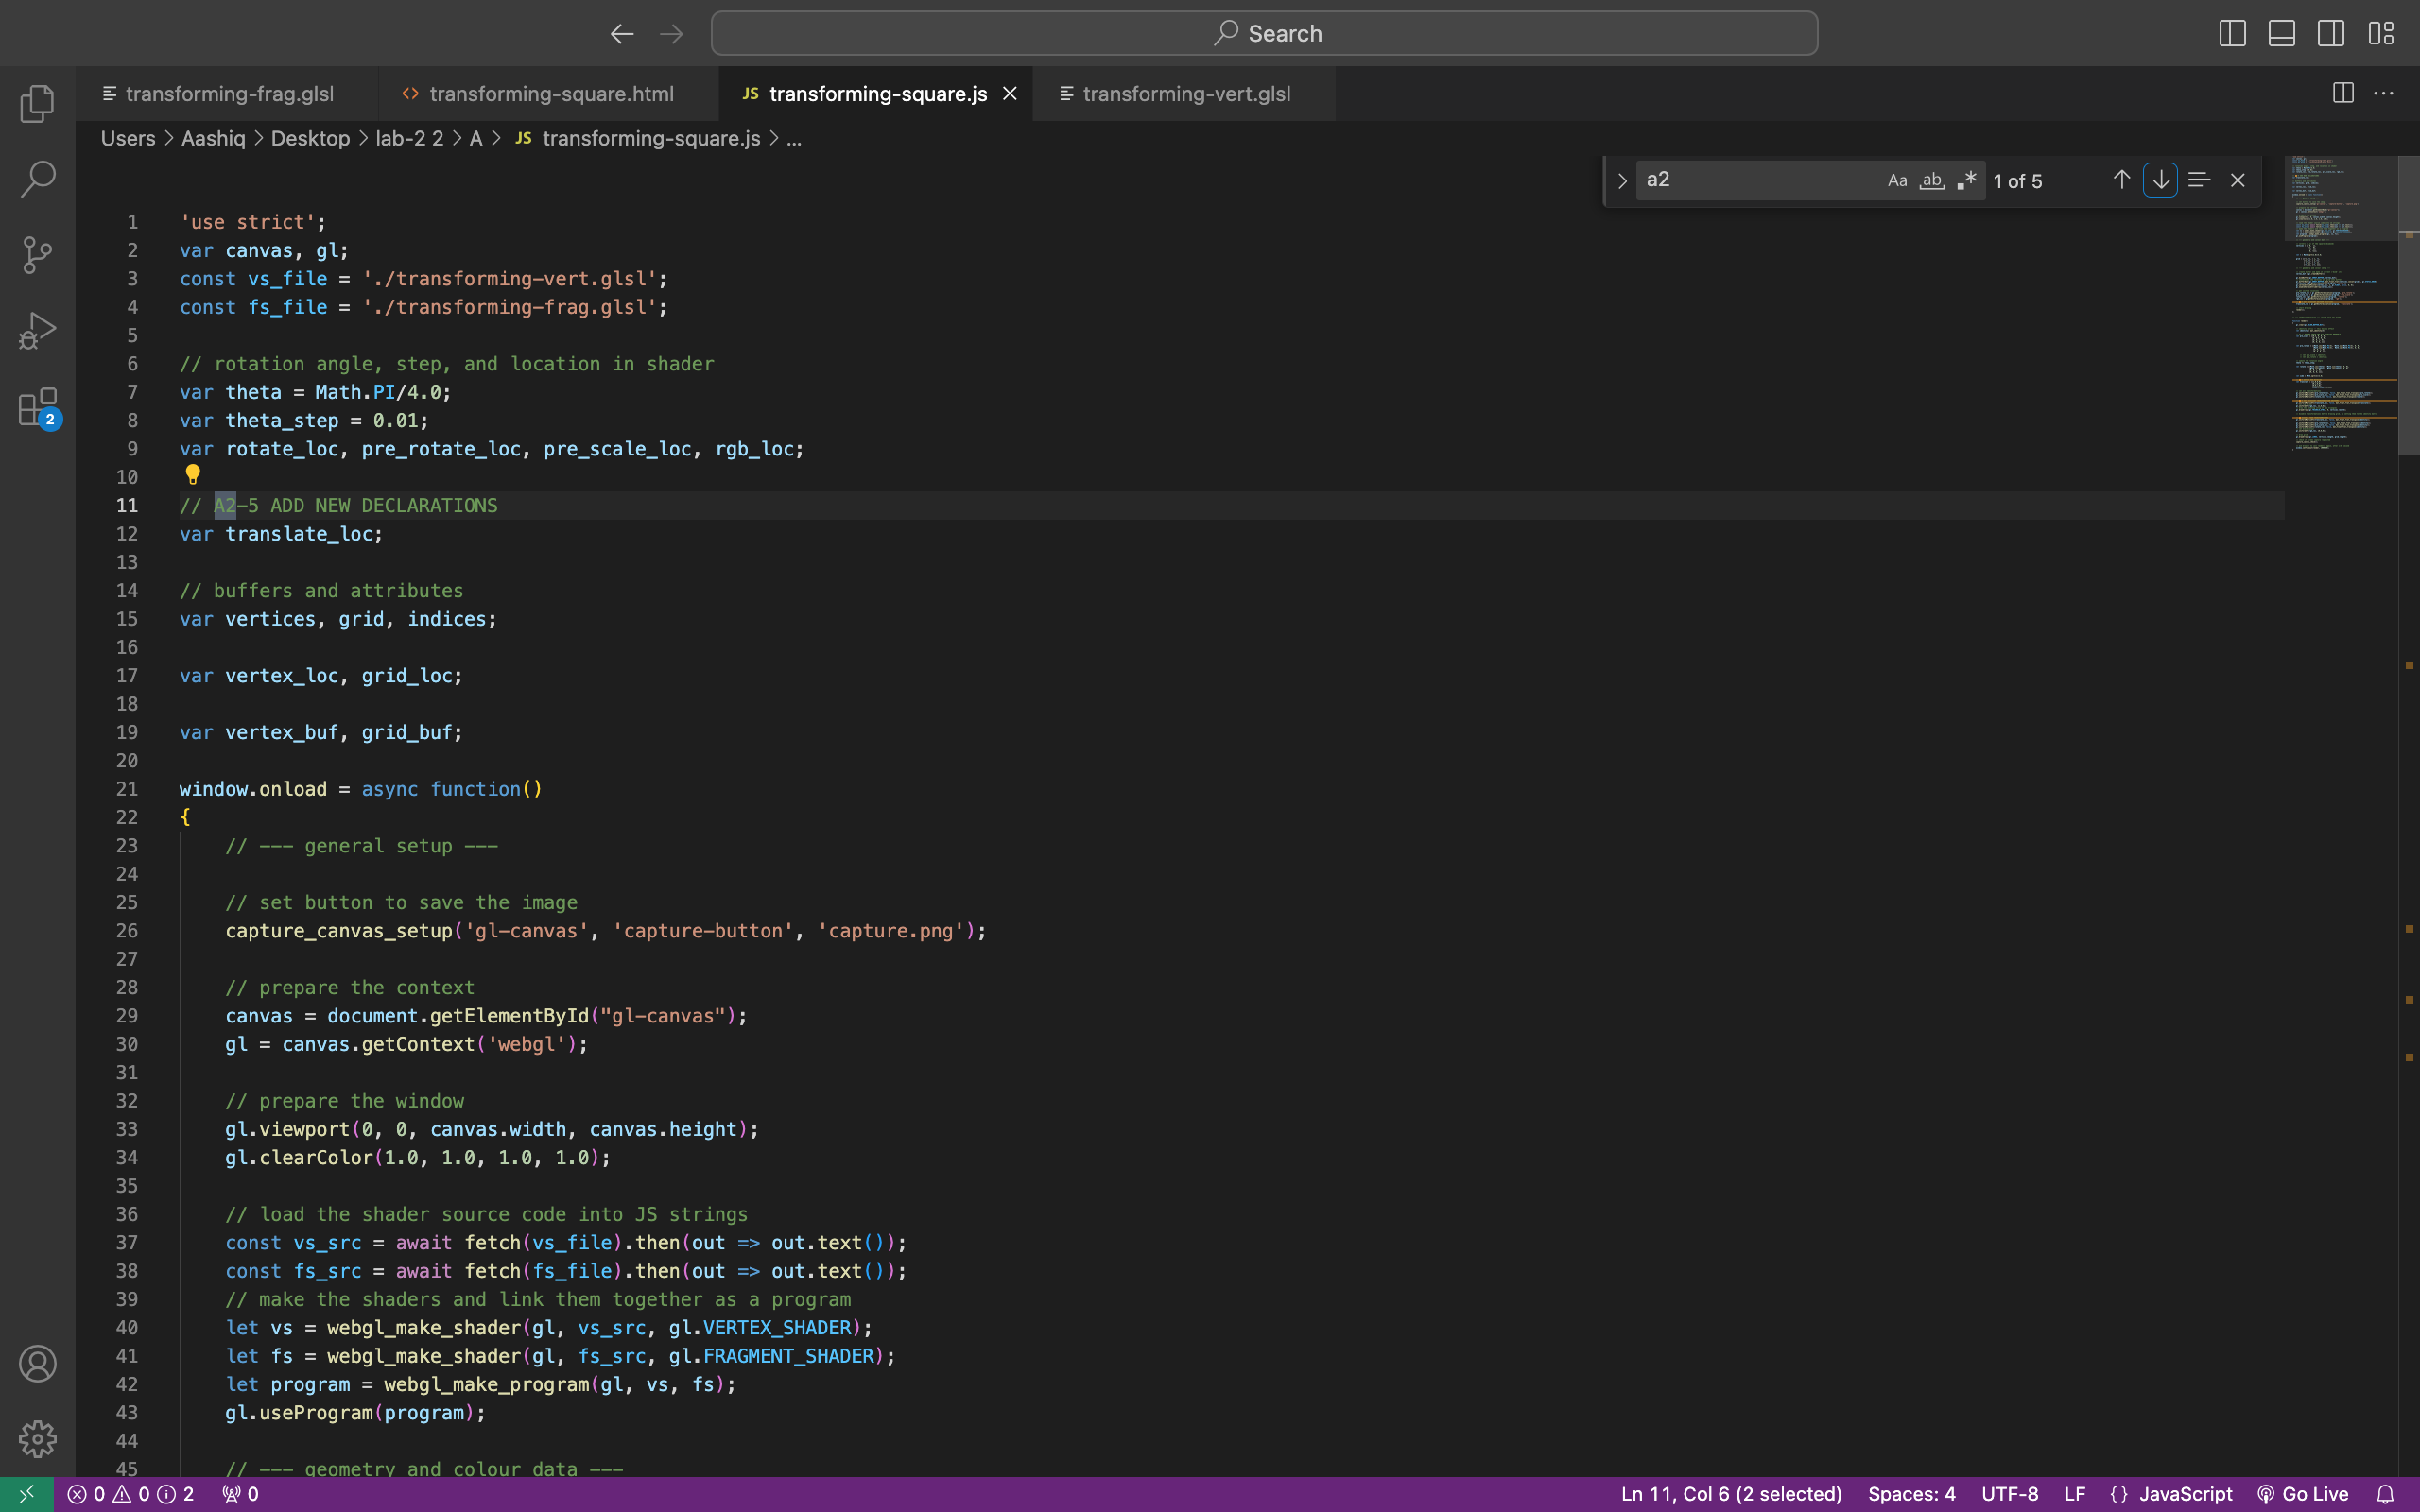 Search
transforming-frag.glsl
transforming-square.html
JS transforming-square.js
transforming-vert.glsl
Users > Aashiq > Desktop > lab-2 2 > A > JS transforming-square.js > ...
a2
Aa ab .* 1 of 5
2
1 'use strict';
2 var canvas, gl;
3 const vs_file = './transforming-vert.glsl';
4 const fs_file = './transforming-frag.glsl';
5
6 // rotation angle, step, and location in shader
7 var theta = Math.PI/4.0;
8 var theta_step = 0.01;
9 var rotate_loc, pre_rotate_loc, pre_scale_loc, rgb_loc;
10
11 // A2-5 ADD NEW DECLARATIONS
12 var translate_loc;
13
14 // buffers and attributes
15 var vertices, grid, indices;
16
17 var vertex_loc, grid_loc;
18
19 var vertex_buf, grid_buf;
20
21 window.onload = async function()
22 {
23 // --- general setup ---
24
25 // set button to save the image
26 capture_canvas_setup('gl-canvas', 'capture-button', 'capture.png');
27
28 // prepare the context
29 canvas = document.getElementById("gl-canvas");
30 gl = canvas.getContext('webgl');
31
32 // prepare the window
33 gl.viewport(0, 0, canvas.width, canvas.height);
34 gl.clearColor(1.0, 1.0, 1.0, 1.0);
35
36 // load the shader source code into JS strings
37 const vs_src = await fetch(vs_file).then(out => out.text());
38 const fs_src = await fetch(fs_file).then(out => out.text());
39 // make the shaders and link them together as a program
40 let vs = webgl_make_shader(gl, vs_src, gl.VERTEX_SHADER);
41 let fs = webgl_make_shader(gl, fs_src, gl.FRAGMENT_SHADER);
42 let program = webgl_make_program(gl, vs, fs);
43 gl.useProgram(program);
44
45 // --- geometry and colour data ---
0 0 2 0 Ln 11, Col 6 (2 selected) Spaces: 4 UTF-8 LF {} JavaScript Go Live